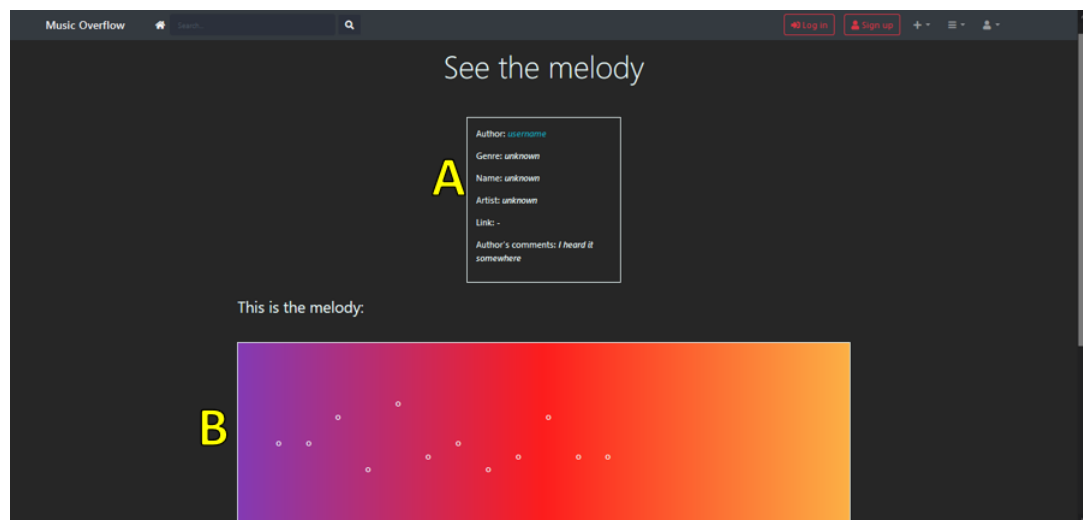 Music Overflow
Search...
Log in
Sign up
See the melody
Author: username
Genre: unknown
A
Name: unknown
Artist: unknown
Link: -
Author's comments: I heard it
somewhere
This is the melody:
B